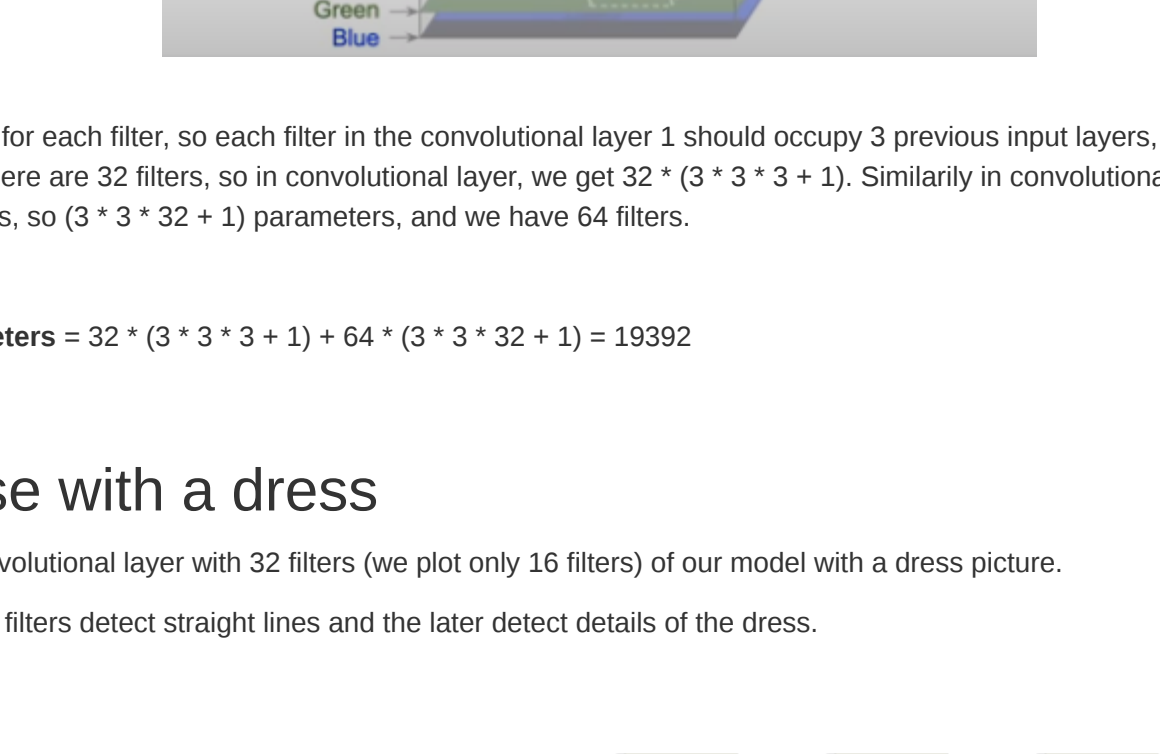 Green
Blue
for each filter, so each filter in the convolutional layer 1 should occupy 3 previous input layers,
ere are 32 filters, so in convolutional layer, we get 32 * (3 * 3 * 3 + 1). Similarily in convolutiona
s, so (3 * 3 * 32 + 1) parameters, and we have 64 filters.
eters = 32 * (3 * 3 * 3 + 1) + 64 * (3 * 3 * 32 + 1) = 19392
se with a dress
volutional layer with 32 filters (we plot only 16 filters) of our model with a dress picture.
filters detect straight lines and the later detect details of the dress.